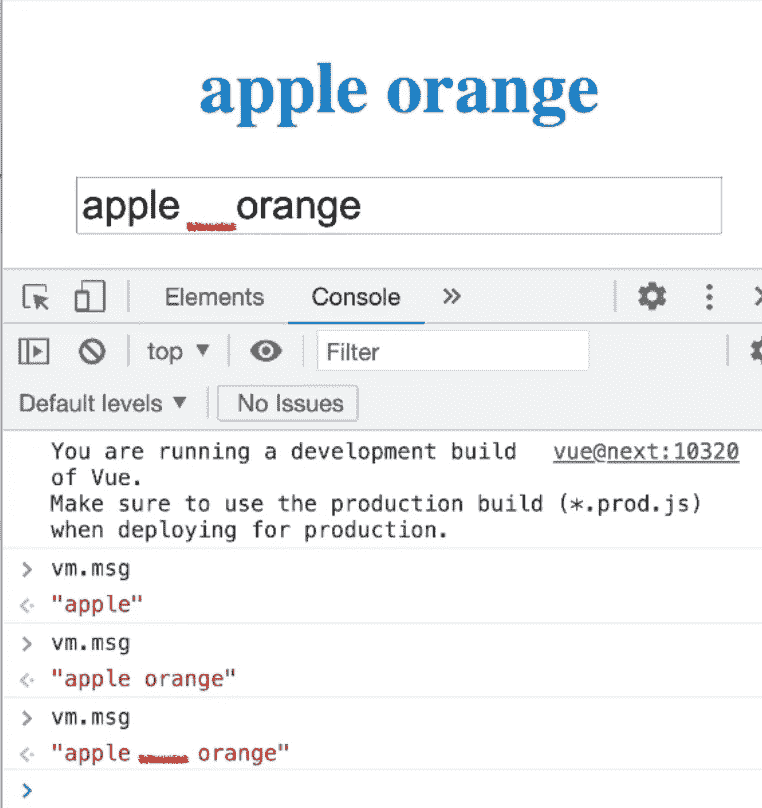 apple orange
apple    orange
Elements Console »
top ▼ Filter
Default levels ▼ No Issues
You are running a development build vue@next:10320
of Vue.
Make sure to use the production build (*.prod.js)
when deploying for production.
> vm.msg
<· "apple"
> vm.msg
<· "apple orange"
> vm.msg
<· "apple     orange"
>